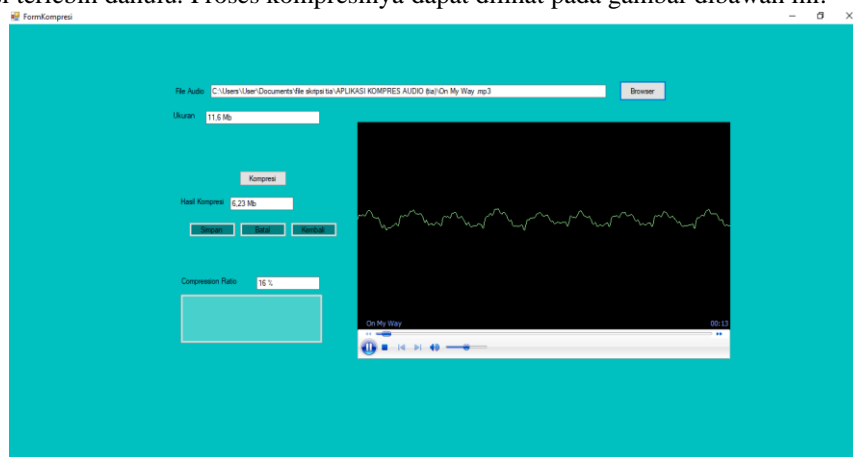 terlebih dahulu. Proses kompresinya dapat dilihat pada gambar dibawah ini.
FormKompresi
File Audio C:\Users\User\Documents\file skripsi tia\APLIKASI KOMPRES AUDIO (tia)\On My Way .mp3 Browser
Ukuran 11,6 Mb
Kompresi
Hasil Kompresi 6,23 Mb
Simpan Batal Kembali
Compression Ratio 16 %
On My Way 00:13